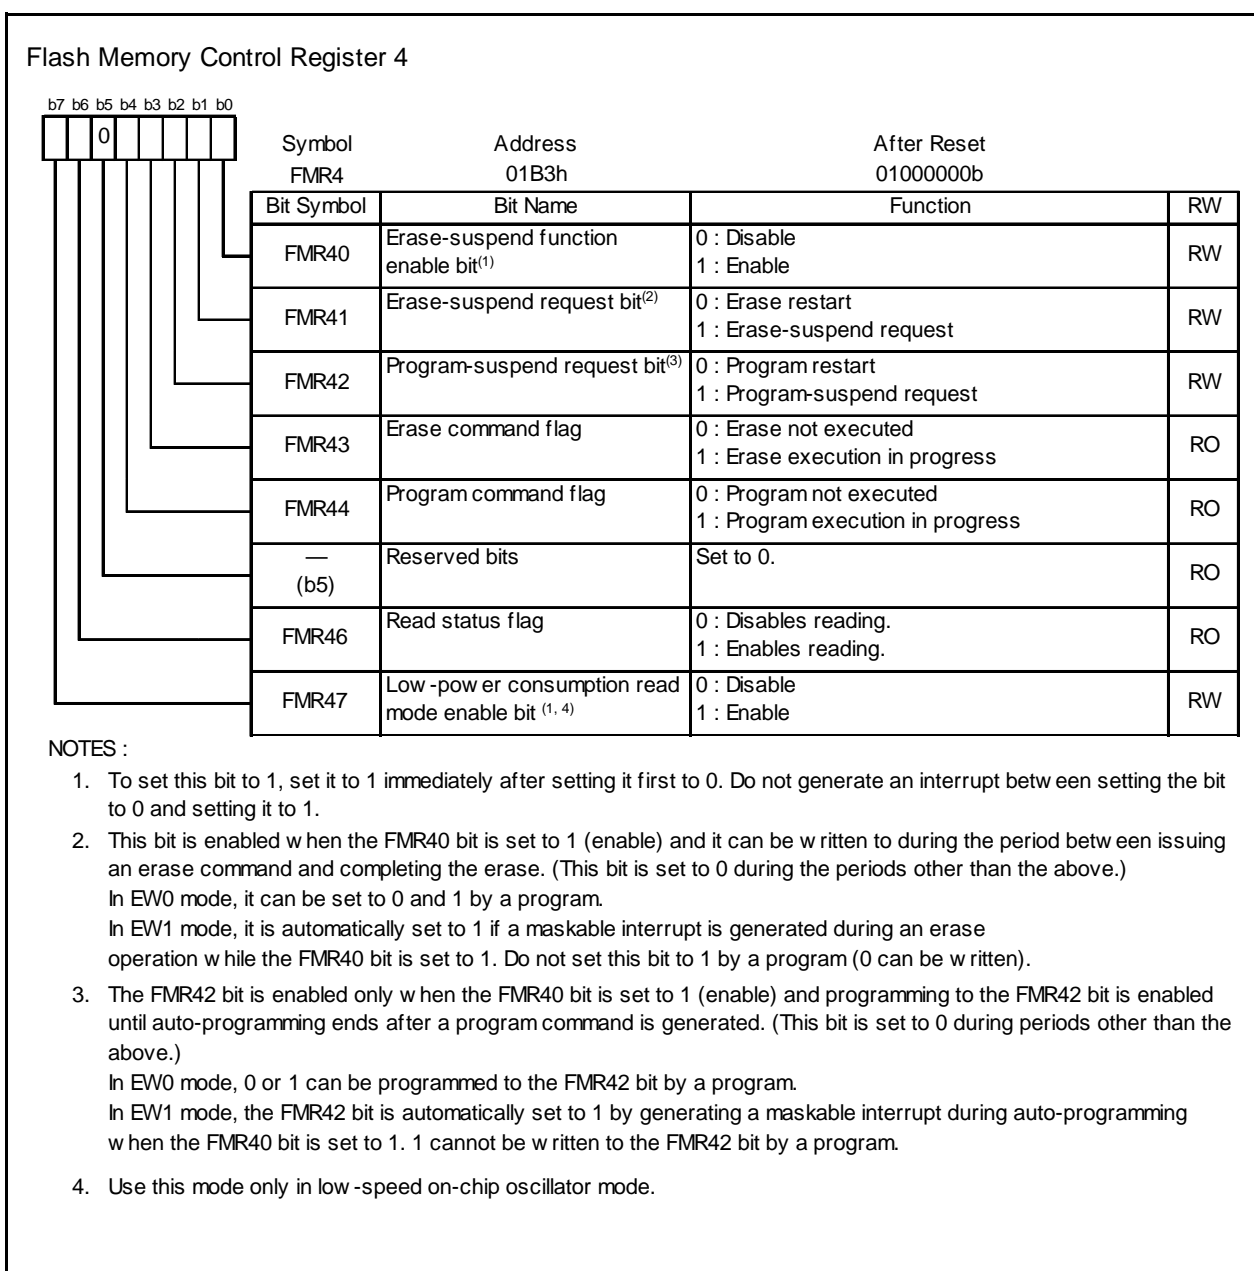 Flash Memory Control Register 4
b7 b6 b5 b4 b3 b2 b1 b0
0
Symbol Address After Reset
FMR4 01B3h 01000000b
Bit Symbol Bit Name Function RW
FMR40 Erase-suspend function enable bit(1) 0 : Disable RW
1 : Enable
FMR41 Erase-suspend request bit(2) 0 : Erase restart RW
1 : Erase-suspend request
FMR42 Program-suspend request bit(3) 0 : Program restart RW
1 : Program-suspend request
FMR43 Erase command flag 0 : Erase not executed RO
1 : Erase execution in progress
FMR44 Program command flag 0 : Program not executed RO
1 : Program execution in progress
— (b5) Reserved bits Set to 0. RO
FMR46 Read status flag 0 : Disables reading. RO
1 : Enables reading.
FMR47 Low-power consumption read mode enable bit (1, 4) 0 : Disable RW
1 : Enable
NOTES :
1. To set this bit to 1, set it to 1 immediately after setting it first to 0. Do not generate an interrupt between setting the bit
to 0 and setting it to 1.
2. This bit is enabled when the FMR40 bit is set to 1 (enable) and it can be written to during the period between issuing
an erase command and completing the erase. (This bit is set to 0 during the periods other than the above.)
In EW0 mode, it can be set to 0 and 1 by a program.
In EW1 mode, it is automatically set to 1 if a maskable interrupt is generated during an erase
operation while the FMR40 bit is set to 1. Do not set this bit to 1 by a program (0 can be written).
3. The FMR42 bit is enabled only when the FMR40 bit is set to 1 (enable) and programming to the FMR42 bit is enabled
until auto-programming ends after a program command is generated. (This bit is set to 0 during periods other than the
above.)
In EW0 mode, 0 or 1 can be programmed to the FMR42 bit by a program.
In EW1 mode, the FMR42 bit is automatically set to 1 by generating a maskable interrupt during auto-programming
when the FMR40 bit is set to 1. 1 cannot be written to the FMR42 bit by a program.
4. Use this mode only in low-speed on-chip oscillator mode.